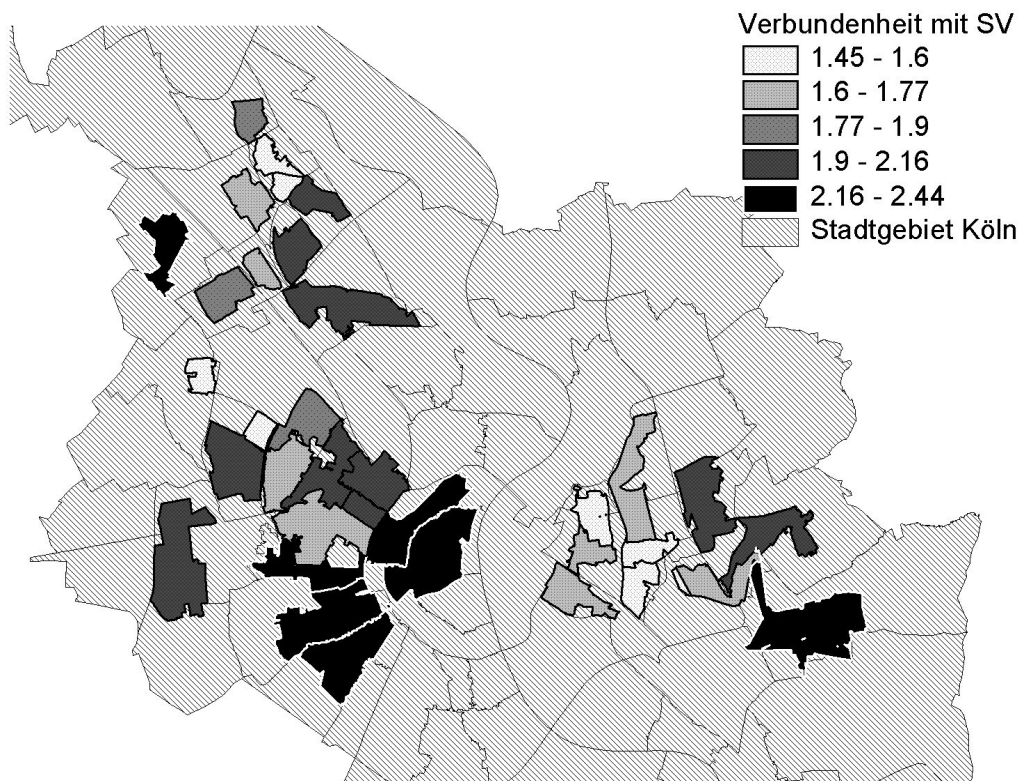 Verbundenheit mit SV
1.45 - 1.6
1.6 - 1.77
1.77 - 1.9
1.9 - 2.16
2.16 - 2.44
Stadtgebiet Köln